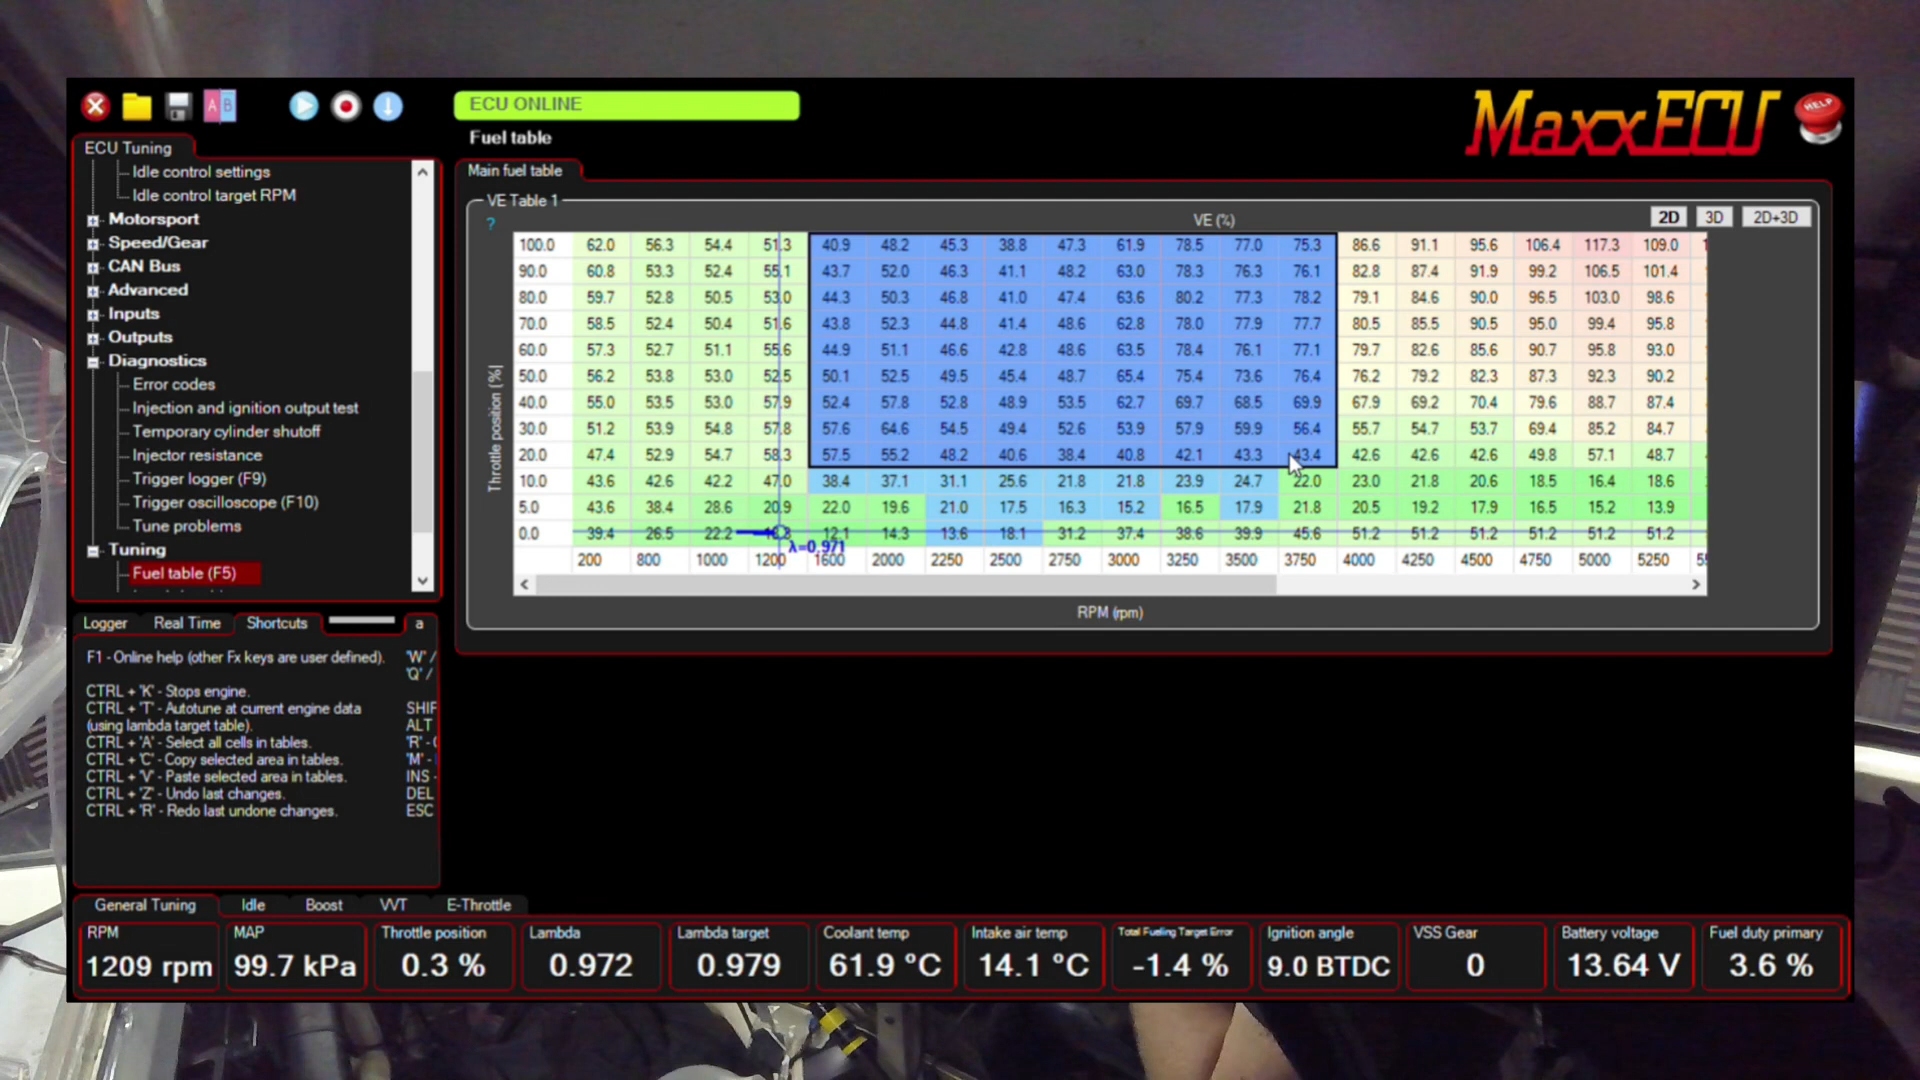 ECU ONLINE
Fuel table
MaxxECU
HELP
ECU Tuning
Idle control settings
Idle control target RPM
Motorsport
Speed/Gear
CAN Bus
Advanced
Inputs
Outputs
Diagnostics
Error codes
Injection and ignition output test
Temporary cylinder shutoff
Injector resistance
Trigger logger (F9)
Trigger oscilloscope (F10)
Tune problems
Tuning
Fuel table (F5)
Main fuel table
VE Table 1
?
VE (%)
2D 3D 2D+3D
Throttle position [%]
100.0 62.0 56.3 54.4 51.3 40.9 48.2 45.3 38.8 47.3 61.9 78.5 77.0 75.3 86.6 91.1 95.6 106.4 117.3 109.0
90.0 60.8 53.3 52.4 55.1 43.7 52.0 46.3 41.1 48.2 63.0 78.3 76.3 76.1 82.8 87.4 91.9 99.2 106.5 101.4
80.0 59.7 52.8 50.5 53.0 44.3 50.3 46.8 41.0 47.4 63.6 80.2 77.3 78.2 79.1 84.6 90.0 96.5 103.0 98.6
70.0 58.5 52.4 50.4 51.6 43.8 52.3 44.8 41.4 48.6 62.8 78.0 77.9 77.7 80.5 85.5 90.5 95.0 99.4 95.8
60.0 57.3 52.7 51.1 55.6 44.9 51.1 46.6 42.8 48.6 63.5 78.4 76.1 77.1 79.7 82.6 85.6 90.7 95.8 93.0
50.0 56.2 53.8 53.0 52.5 50.1 52.5 49.5 45.4 48.7 65.4 75.4 73.6 76.4 76.2 79.2 82.3 87.3 92.3 90.2
40.0 55.0 53.5 53.0 57.9 52.4 57.8 52.8 48.9 53.5 62.7 69.7 68.5 69.9 67.9 69.2 70.4 79.6 88.7 87.4
30.0 51.2 53.9 54.8 57.8 57.6 64.6 54.5 49.4 52.6 53.9 57.9 59.9 56.4 55.7 54.7 53.7 69.4 85.2 84.7
20.0 47.4 52.9 54.7 58.3 57.5 55.2 48.2 40.6 38.4 40.8 42.1 43.3 43.4 42.6 42.6 42.6 49.8 57.1 48.7
10.0 43.6 42.6 42.2 47.0 38.4 37.1 31.1 25.6 21.8 21.8 23.9 24.7 22.0 23.0 21.8 20.6 18.5 16.4 18.6
5.0 43.6 38.4 28.6 20.9 22.0 19.6 21.0 17.5 16.3 15.2 16.5 17.9 21.8 20.5 19.2 17.9 16.5 15.2 13.9
0.0 39.4 26.5 22.2 12.1 14.3 13.6 18.1 31.2 37.4 38.6 39.9 45.6 51.2 51.2 51.2 51.2 51.2 51.2
λ=0.971
200 800 1000 1200 1600 2000 2250 2500 2750 3000 3250 3500 3750 4000 4250 4500 4750 5000 5250
RPM (rpm)
Logger Real Time Shortcuts a
F1 - Online help (other Fx keys are user defined). 'W' /
'Q' /
CTRL + 'K' - Stops engine.
CTRL + 'T' - Autotune at current engine data SHIF
(using lambda target table). ALT
CTRL + 'A' - Select all cells in tables. 'R' -
CTRL + 'C' - Copy selected area in tables. 'M' -
CTRL + 'V' - Paste selected area in tables. INS -
CTRL + 'Z' - Undo last changes. DEL
CTRL + 'R' - Redo last undone changes. ESC
General Tuning Idle Boost VVT E-Throttle
RPM MAP Throttle position Lambda Lambda target Coolant temp Intake air temp Total Fueling Target Error Ignition angle VSS Gear Battery voltage Fuel duty primary
1209 rpm 99.7 kPa 0.3 % 0.972 0.979 61.9 °C 14.1 °C -1.4 % 9.0 BTDC 0 13.64 V 3.6 %